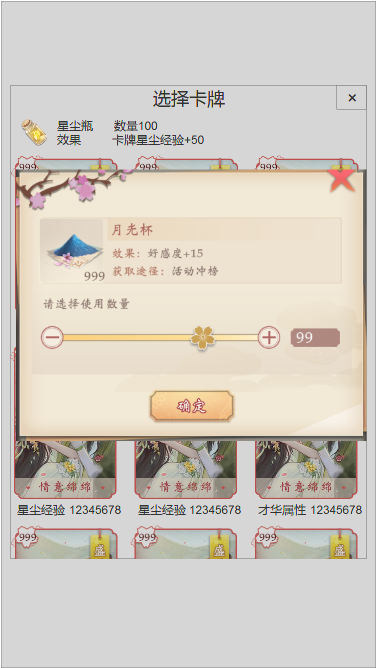 选择卡牌
×
星尘瓶 数量100
效果 卡牌星尘经验+50
999 999 999
月光杯
效果：好感度+15
999
获取途径：活动冲榜
请选择使用数量
99
确定
情意绵绵 情意绵绵 情意绵绵
星尘经验 12345678 星尘经验 12345678 才华属性 12345678
999 盛 999 盛 999 盛